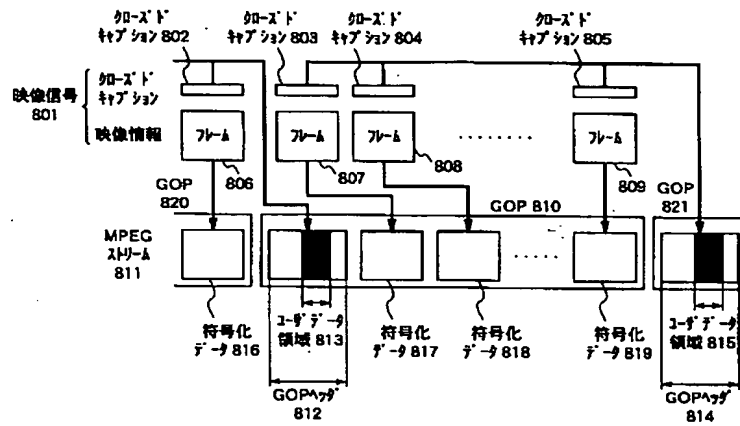 クローズド
キャプション 802
クローズド
キャプション 803
クローズド
キャプション 804
クローズド
キャプション 805
映像信号
801
クローズド
キャプション
映像情報
フレーム
フレーム
フレーム
フレーム
806
807
808
809
GOP
820
GOP 810
GOP
821
MPEG
ストリーム
811
符号化
データ 816
ユーザデータ
領域 813
符号化
データ 817
符号化
データ 818
符号化
データ 819
ユーザデータ
領域 815
GOPヘッダ
812
GOPヘッダ
814